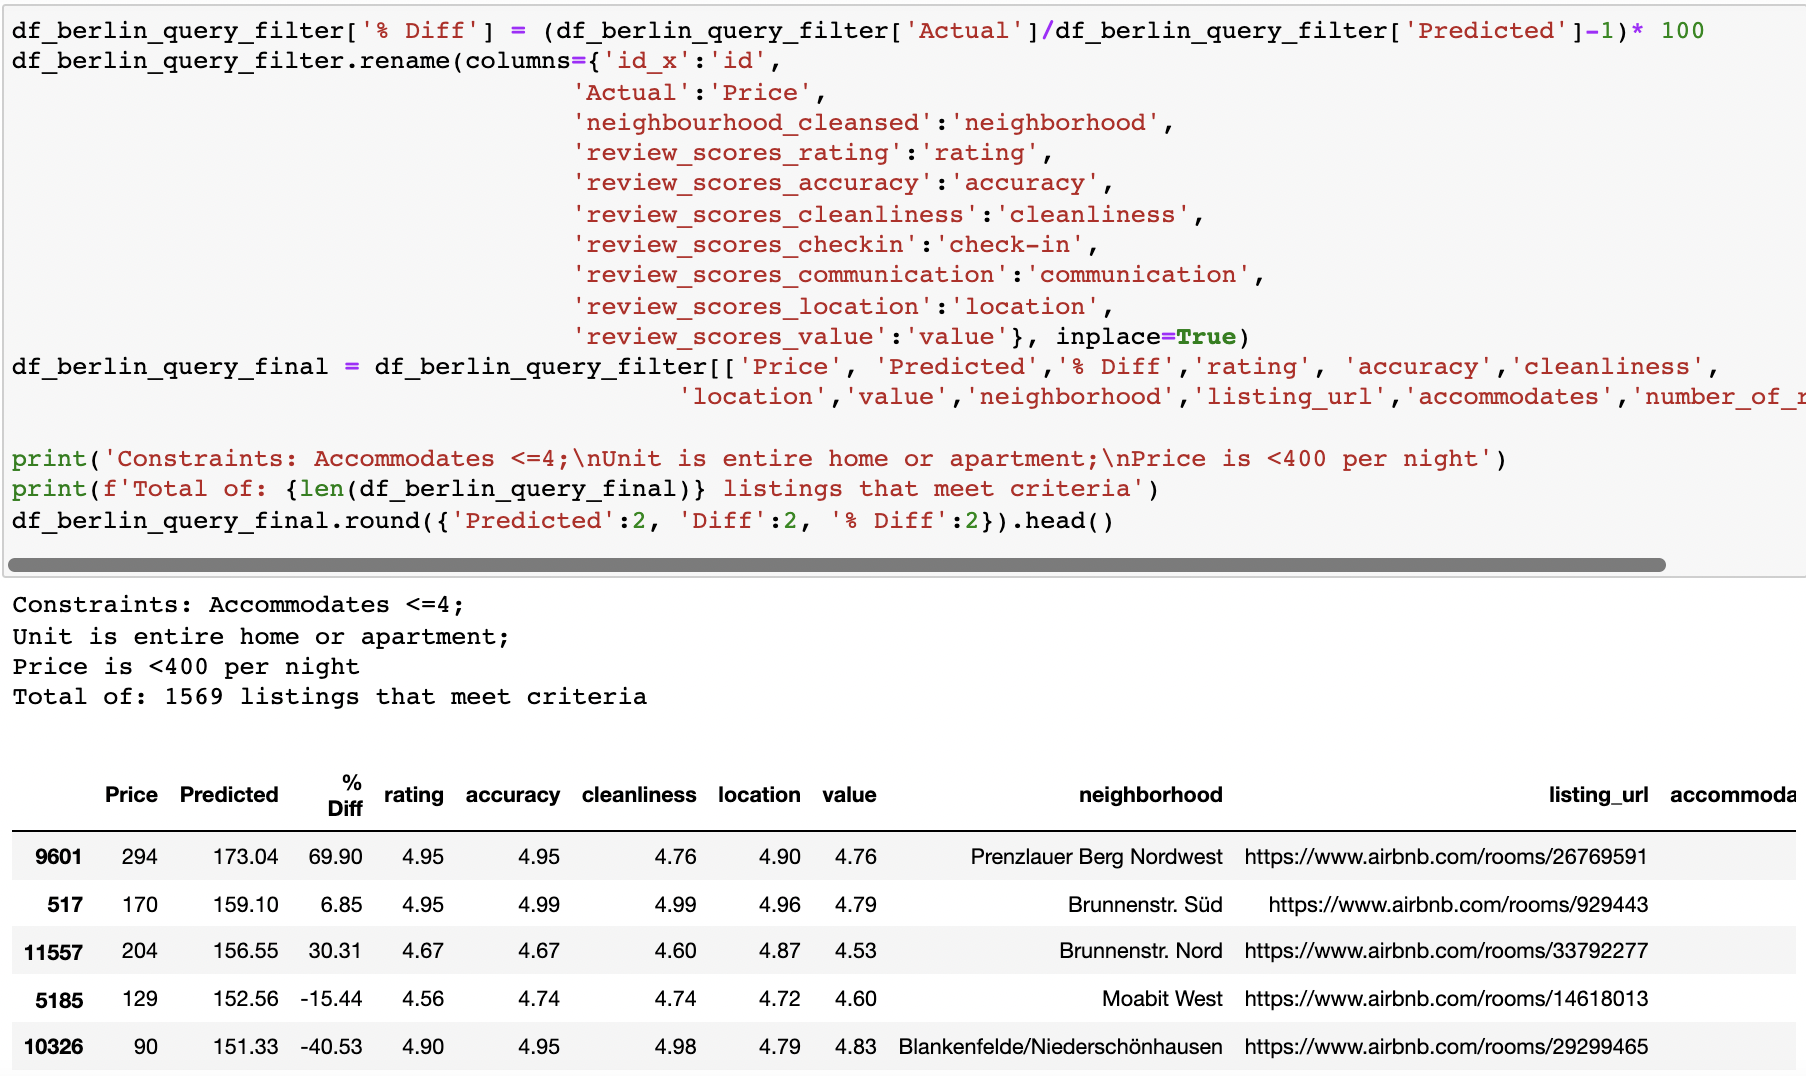 df_berlin_query_filter['% Diff'] = (df_berlin_query_filter['Actual']/df_berlin_query_filter['Predicted']-1)* 100
df_berlin_query_filter.rename(columns={'id_x':'id',
'Actual':'Price',
'neighbourhood_cleansed':'neighborhood',
'review_scores_rating':'rating',
'review_scores_accuracy':'accuracy',
'review_scores_cleanliness':'cleanliness',
'review_scores_checkin':'check-in',
'review_scores_communication':'communication',
'review_scores_location':'location',
'review_scores_value':'value'}, inplace=True)
df_berlin_query_final = df_berlin_query_filter[['Price', 'Predicted','% Diff','rating', 'accuracy','cleanliness',
'location','value','neighborhood','listing_url','accommodates','number_of_r
print('Constraints: Accommodates <=4;\nUnit is entire home or apartment;\nPrice is <400 per night')
print(f'Total of: {len(df_berlin_query_final)} listings that meet criteria')
df_berlin_query_final.round({'Predicted':2, 'Diff':2, '% Diff':2}).head()
Constraints: Accommodates <=4;
Unit is entire home or apartment;
Price is <400 per night
Total of: 1569 listings that meet criteria
Price Predicted % Diff rating accuracy cleanliness location value neighborhood listing_url accommoda
9601 294 173.04 69.90 4.95 4.95 4.76 4.90 4.76 Prenzlauer Berg Nordwest https://www.airbnb.com/rooms/26769591
517 170 159.10 6.85 4.95 4.99 4.99 4.96 4.79 Brunnenstr. Süd https://www.airbnb.com/rooms/929443
11557 204 156.55 30.31 4.67 4.67 4.60 4.87 4.53 Brunnenstr. Nord https://www.airbnb.com/rooms/33792277
5185 129 152.56 -15.44 4.56 4.74 4.74 4.72 4.60 Moabit West https://www.airbnb.com/rooms/14618013
10326 90 151.33 -40.53 4.90 4.95 4.98 4.79 4.83 Blankenfelde/Niederschönhausen https://www.airbnb.com/rooms/29299465